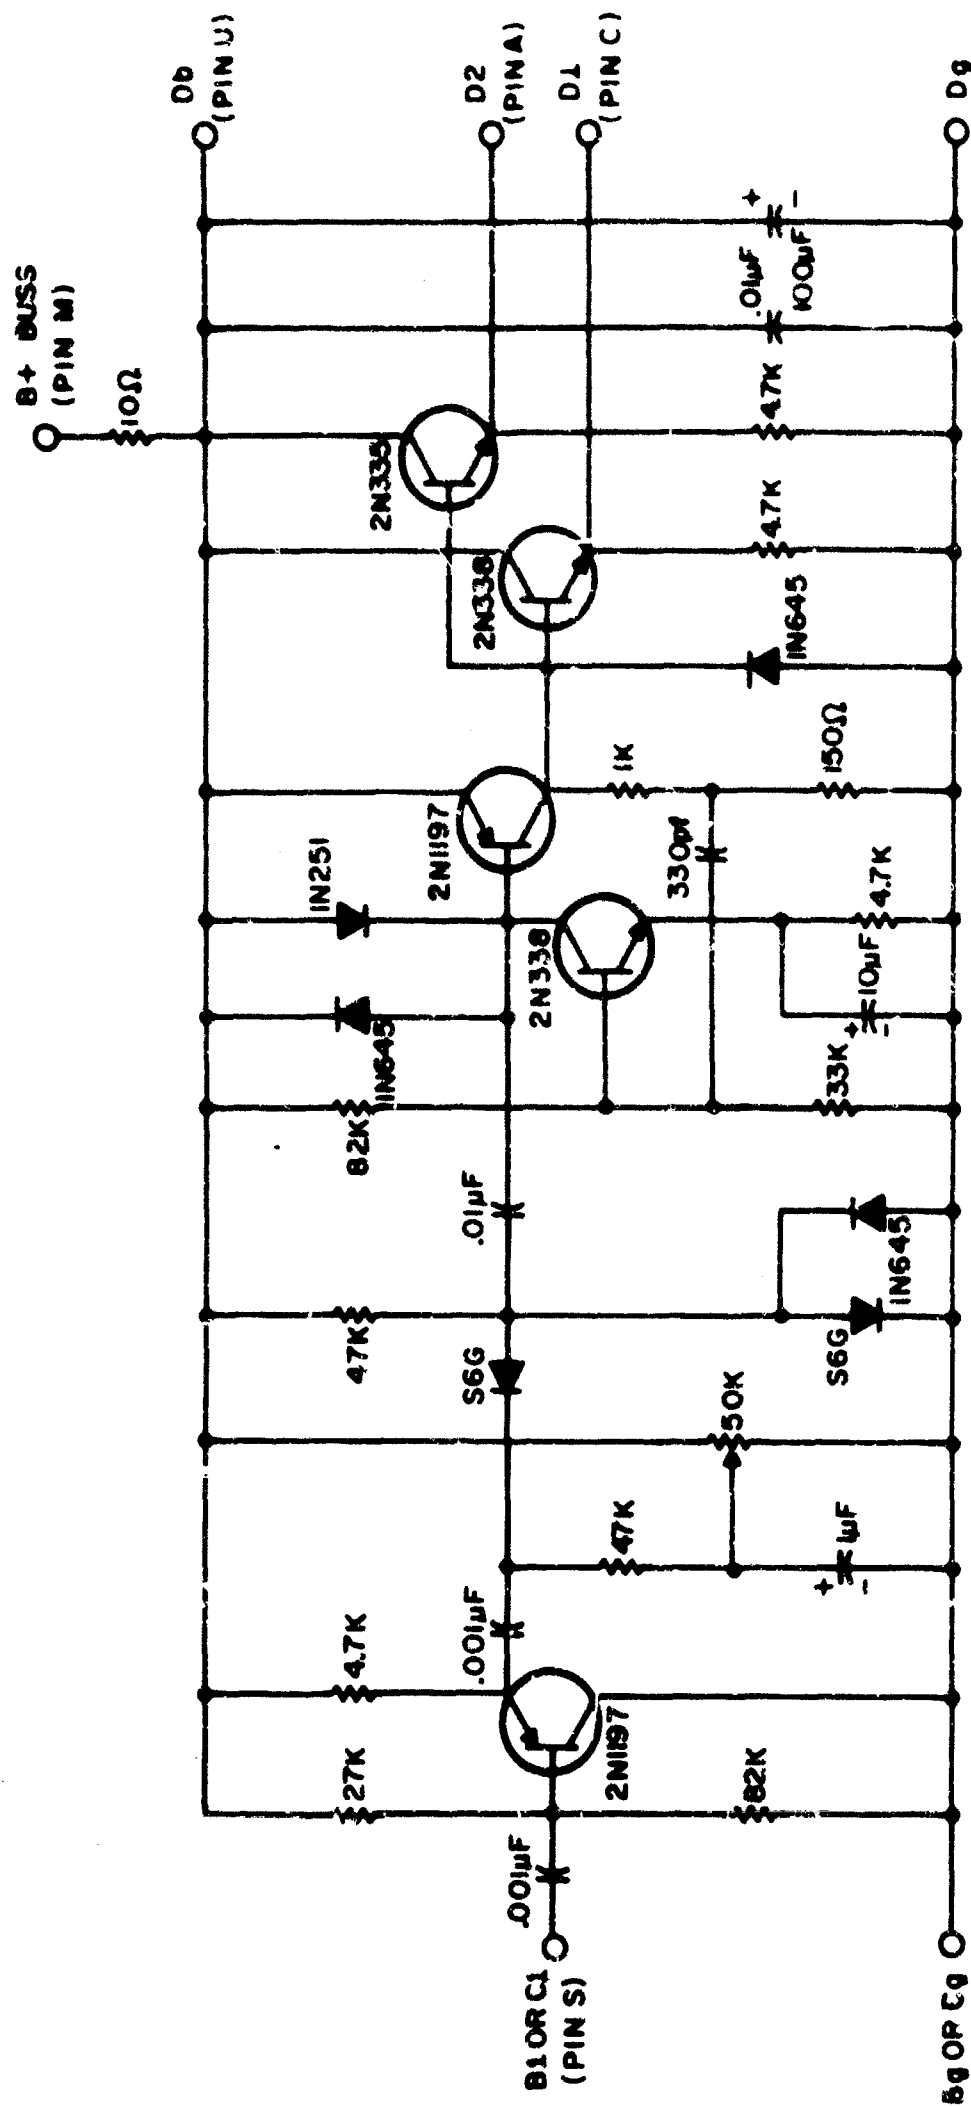 B+ BUSS
(PIN M)
10Ω
Db
(PIN U)
D2
(PIN A)
D1
(PIN C)
Dg
27K
4.7K
47K
82K
1N645
1N251
2N1197
2N338
2N335
.001µF
.001µF
S6G
.01µF
2N338
330pf
1K
150Ω
1N645
4.7K
4.7K
.01µF
100µF
+
-
B1 OR C1
(PIN S)
2N1197
82K
47K
50K
+
1µF
-
S6G
1N645
33K
+
10µF
-
4.7K
Bg OR Cg